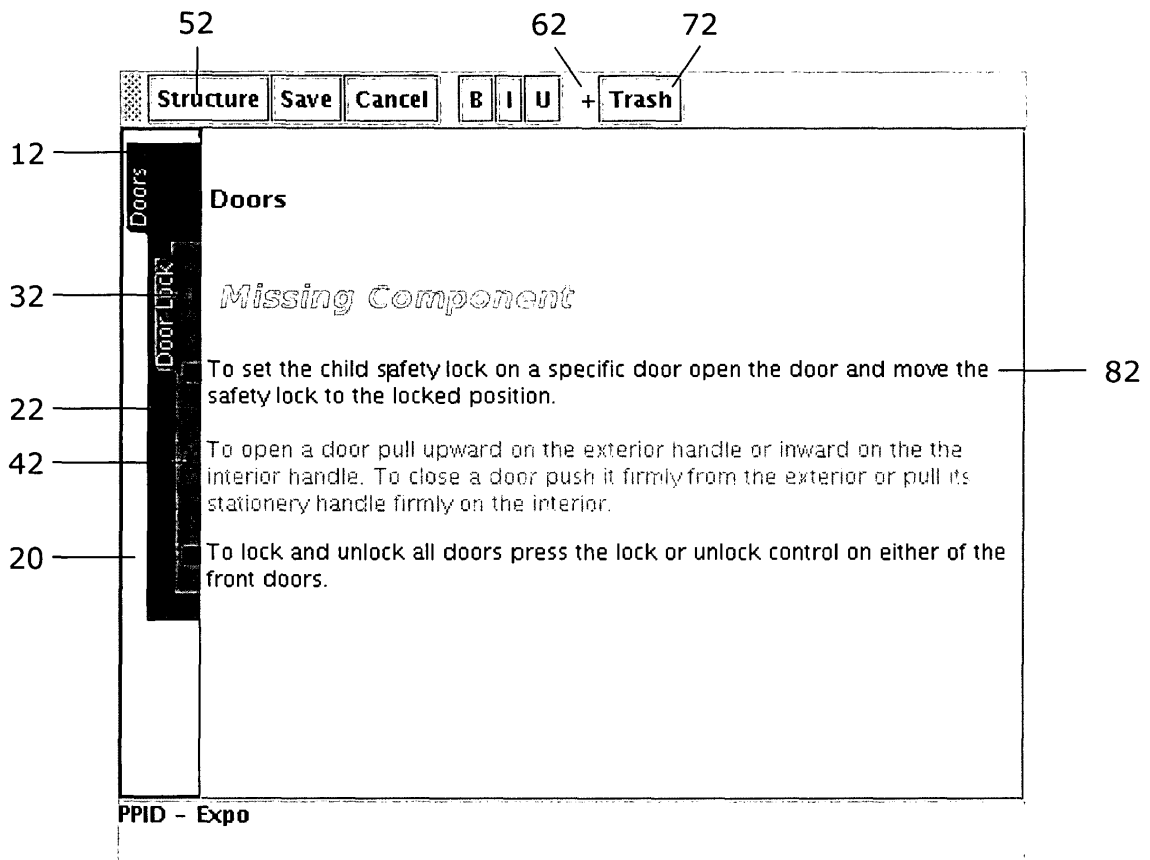 52 62 72
Structure Save Cancel B I U + Trash
12
Doors
Doors
32
Door Lock
Missing Component
To set the child safety lock on a specific door open the door and move the
82
safety lock to the locked position.
22
To open a door pull upward on the exterior handle or inward on the the
42
interior handle. To close a door push it firmly from the exterior or pull its
stationery handle firmly on the interior.
20
To lock and unlock all doors press the lock or unlock control on either of the
front doors.
PPID - Expo